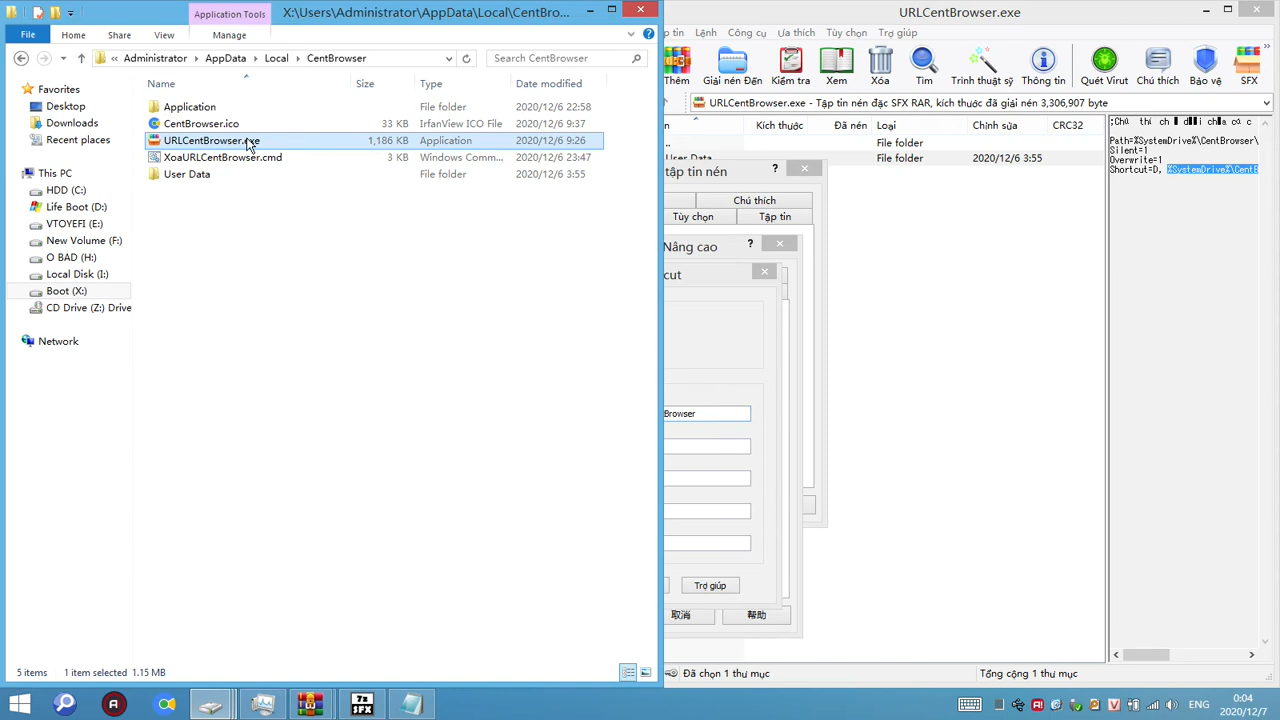 Application Tools
X:\Users\Administrator\AppData\Local\CentBro...
File
Home
Share
View
Manage
Administrator
AppData
Local
CentBrowser
Search CentBrowser
Favorites
Desktop
Downloads
Recent places
This PC
HDD (C:)
Life Boot (D:)
VTOYEFI (E:)
New Volume (F:)
O BAD (H:)
Local Disk (I:)
Boot (X:)
CD Drive (Z:) Drive
Network
Name Size Type Date modified
Application File folder 2020/12/6 22:58
CentBrowser.ico 33 KB IrfanView ICO File 2020/12/6 9:37
URLCentBrowser.exe 1,186 KB Application 2020/12/6 9:26
XoaURLCentBrowser.cmd 3 KB Windows Comm... 2020/12/6 23:47
User Data File folder 2020/12/6 3:55
5 items 1 item selected 1.15 MB
URLCentBrowser.exe
Lệnh Công cụ Ưa thích Tùy chọn Trợ giúp
Thêm Giải nén Đến Kiểm tra Xem Xóa Tìm Trình thuật sỹ Thông tin Quét Virut Chú thích Bảo vệ SFX
URLCentBrowser.exe - Tập tin nén đặc SFX RAR, kích thước đã giải nén 3,306,907 byte
Kích thước Đã nén Loại Chỉnh sửa CRC32
.. File folder
User Data File folder 2020/12/6 3:55
Path=%SystemDrive%\CentBrowser\
Silent=1
Overwrite=1
Shortcut=D, %SystemDrive%\CentB
tập tin nén
Chú thích
Tùy chọn
Tập tin
Nâng cao
cut
Browser
Trợ giúp
取消
帮助
Đã chọn 1 thư mục
Tổng cộng 1 thư mục
ENG
0:04
2020/12/7